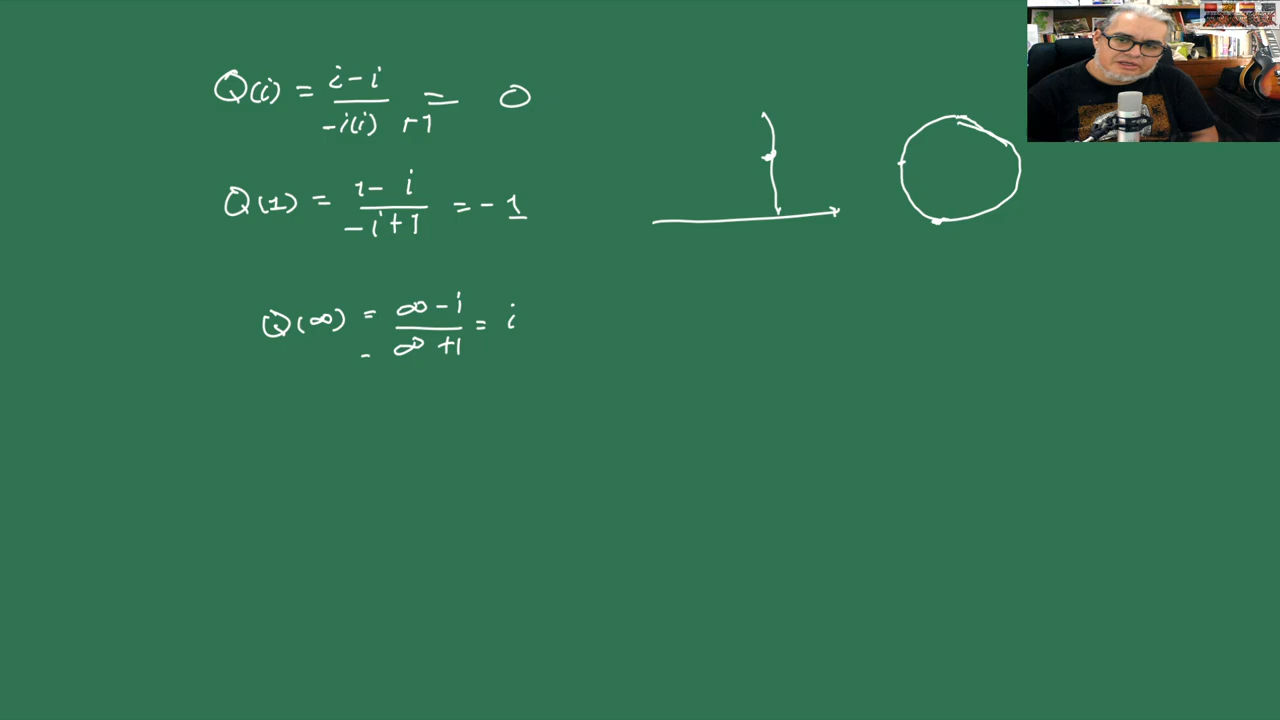 Q(i) = i - i / -i(i) + 1 = 0
Q(1) = 1 - i / -i + 1 = - 1
Q(∞) = ∞ - i / - ∞ + 1 = i